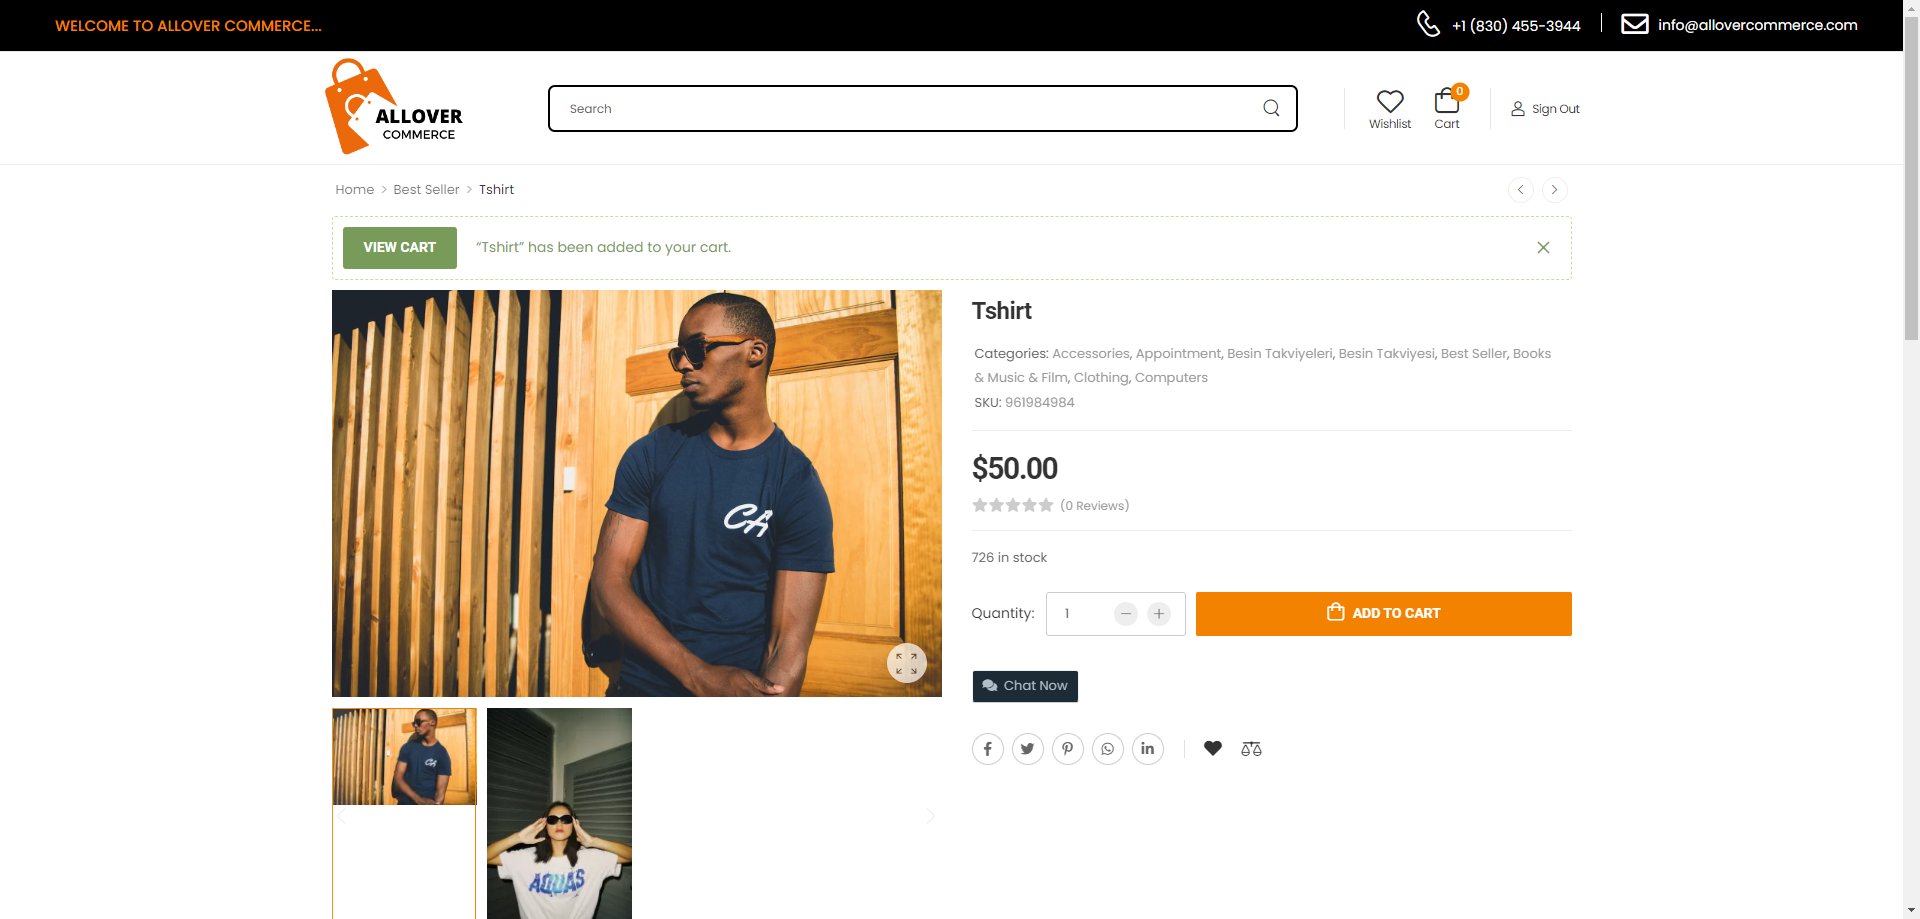 WELCOME TO ALLOVER COMMERCE...
+1 (830) 455-3944
info@allovercommerce.com
ALLOVER
COMMERCE
Search
Wishlist
0
Cart
Sign Out
Home > Best Seller > Tshirt
VIEW CART
“Tshirt” has been added to your cart.
CA
Tshirt
Categories: Accessories, Appointment, Besin Takviyeleri, Besin Takviyesi, Best Seller, Books
& Music & Film, Clothing, Computers
SKU: 961984984
$50.00
(0 Reviews)
726 in stock
Quantity: 1 − +
ADD TO CART
Chat Now
CA
AQUAS